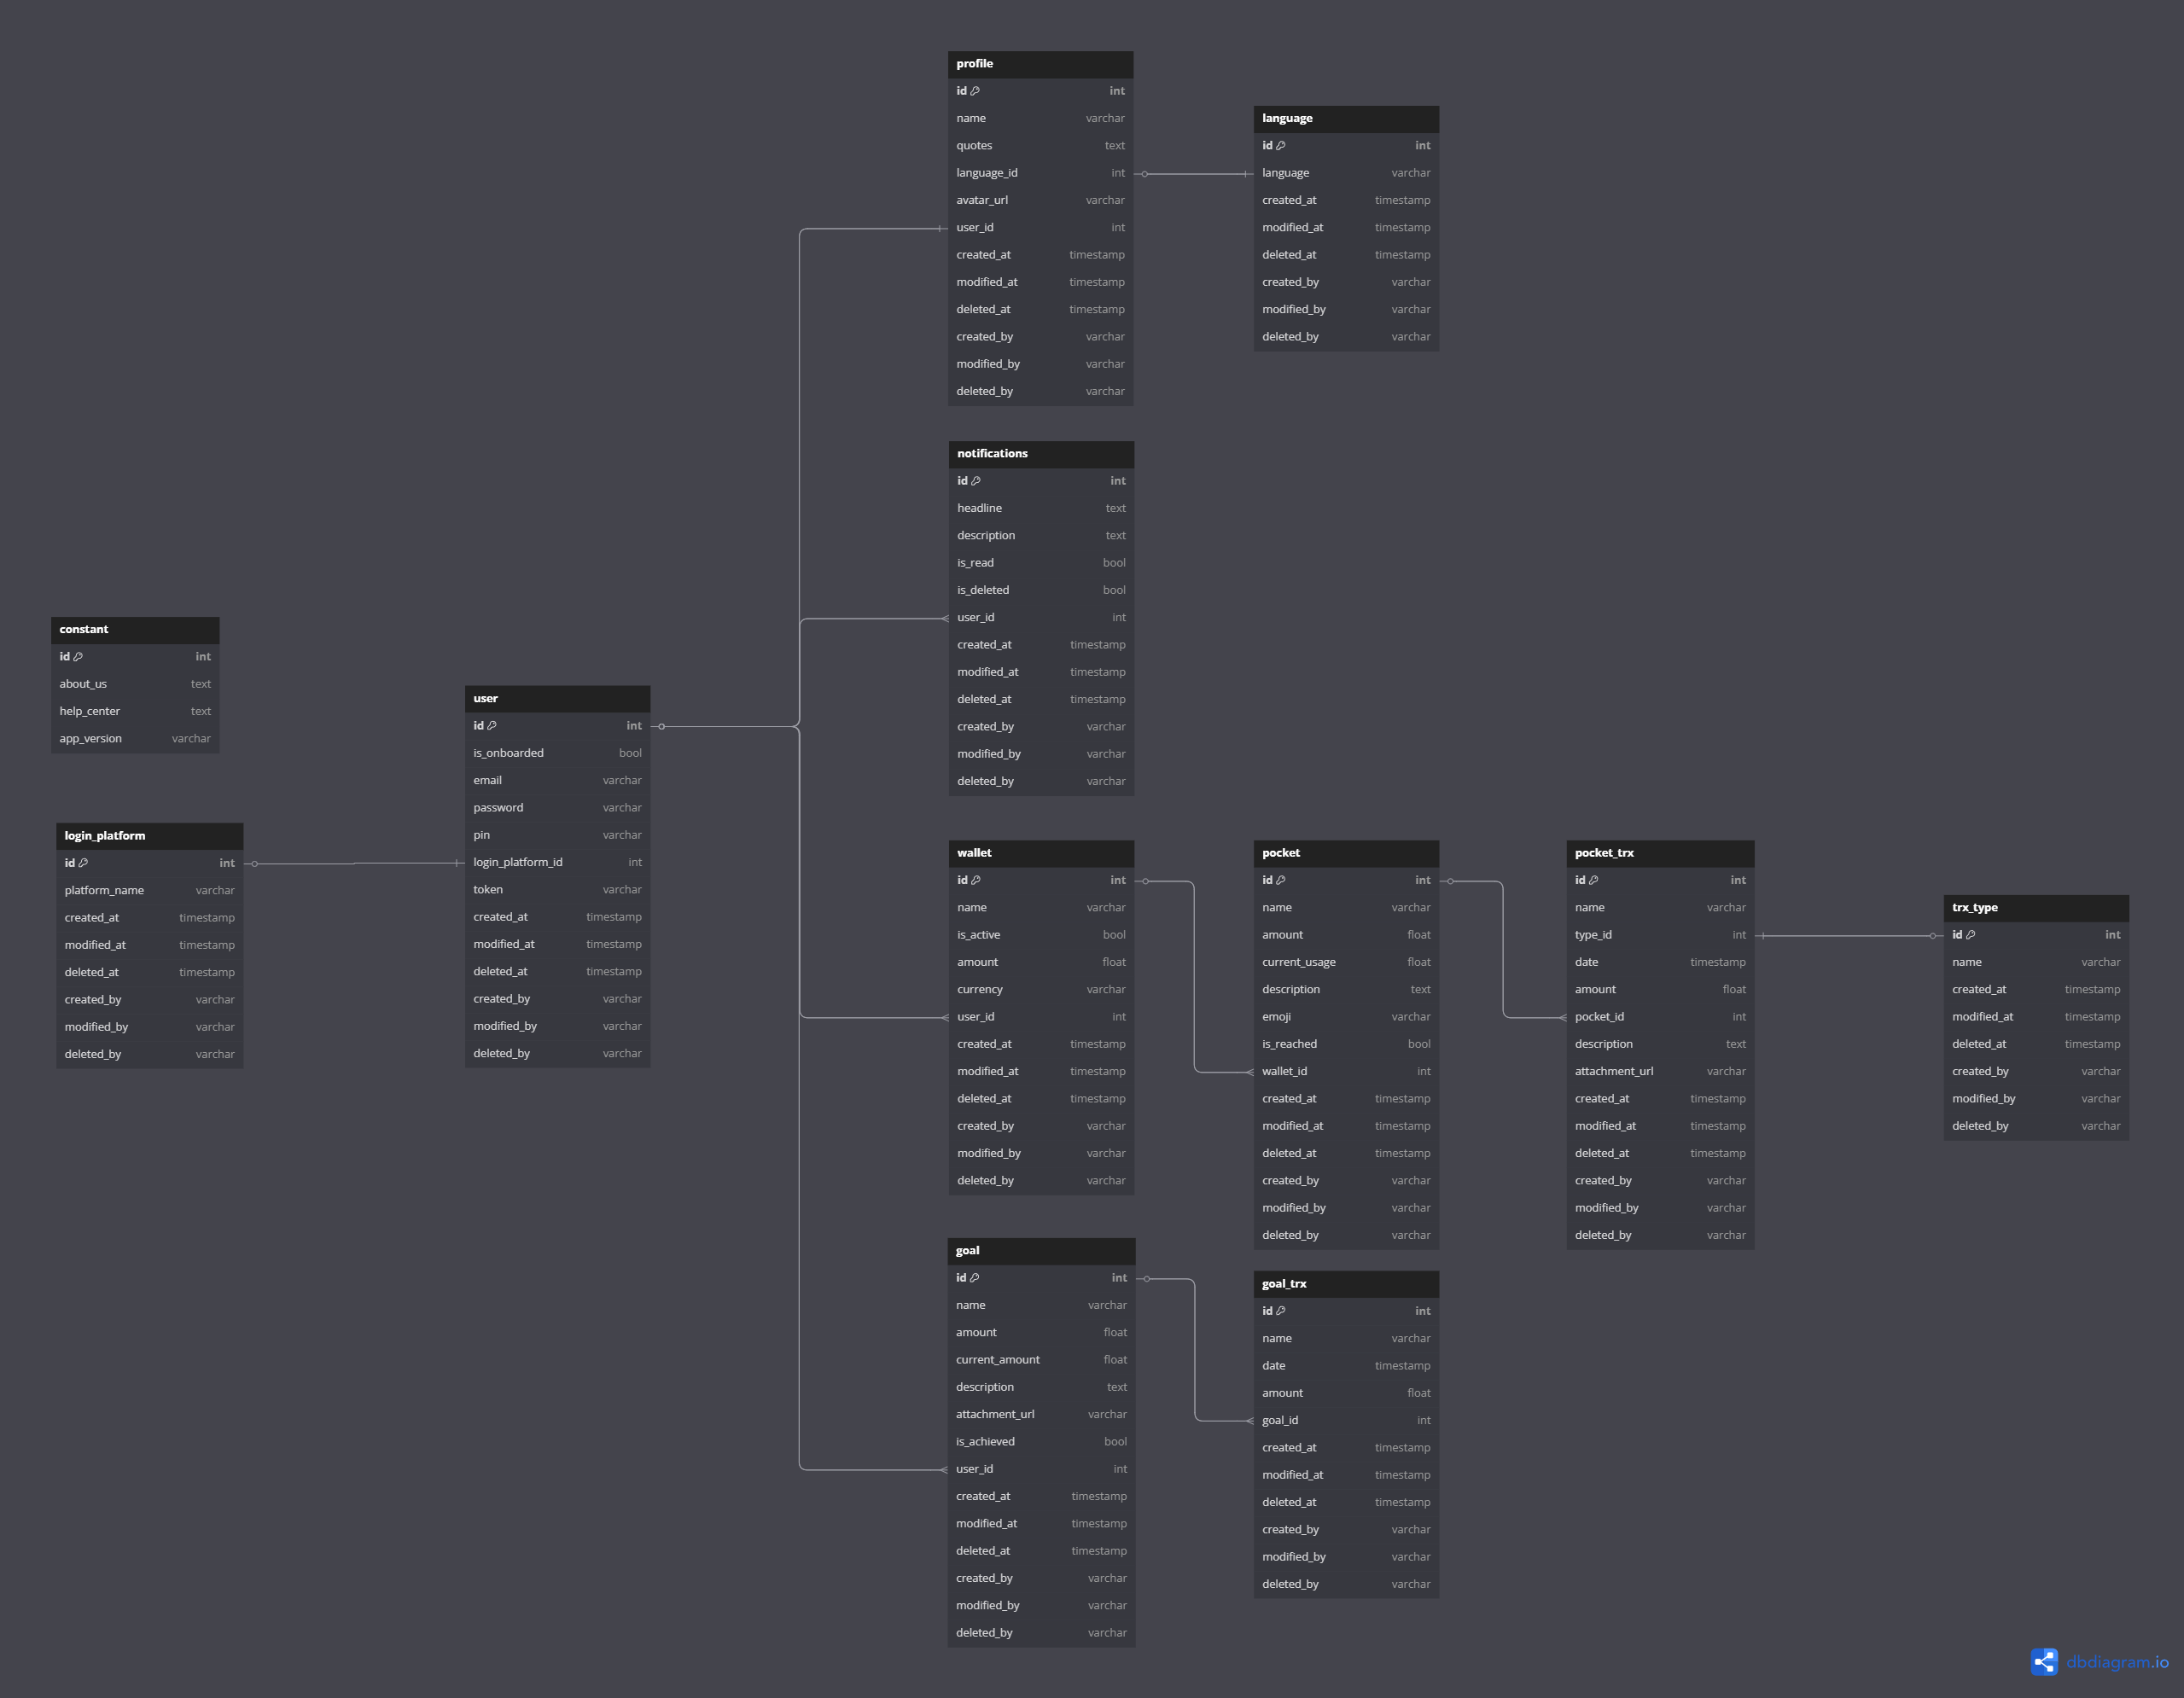 profile
id int
name varchar
quotes text
language_id int
avatar_url varchar
user_id int
created_at timestamp
modified_at timestamp
deleted_at timestamp
created_by varchar
modified_by varchar
deleted_by varchar
language
id int
language varchar
created_at timestamp
modified_at timestamp
deleted_at timestamp
created_by varchar
modified_by varchar
deleted_by varchar
notifications
id int
headline text
description text
is_read bool
is_deleted bool
user_id int
created_at timestamp
modified_at timestamp
deleted_at timestamp
created_by varchar
modified_by varchar
deleted_by varchar
constant
id int
about_us text
help_center text
app_version varchar
user
id int
is_onboarded bool
email varchar
password varchar
pin varchar
login_platform_id int
token varchar
created_at timestamp
modified_at timestamp
deleted_at timestamp
created_by varchar
modified_by varchar
deleted_by varchar
login_platform
id int
platform_name varchar
created_at timestamp
modified_at timestamp
deleted_at timestamp
created_by varchar
modified_by varchar
deleted_by varchar
wallet
id int
name varchar
is_active bool
amount float
currency varchar
user_id int
created_at timestamp
modified_at timestamp
deleted_at timestamp
created_by varchar
modified_by varchar
deleted_by varchar
pocket
id int
name varchar
amount float
current_usage float
description text
emoji varchar
is_reached bool
wallet_id int
created_at timestamp
modified_at timestamp
deleted_at timestamp
created_by varchar
modified_by varchar
deleted_by varchar
pocket_trx
id int
name varchar
type_id int
date timestamp
amount float
pocket_id int
description text
attachment_url varchar
created_at timestamp
modified_at timestamp
deleted_at timestamp
created_by varchar
modified_by varchar
deleted_by varchar
trx_type
id int
name varchar
created_at timestamp
modified_at timestamp
deleted_at timestamp
created_by varchar
modified_by varchar
deleted_by varchar
goal
id int
name varchar
amount float
current_amount float
description text
attachment_url varchar
is_achieved bool
user_id int
created_at timestamp
modified_at timestamp
deleted_at timestamp
created_by varchar
modified_by varchar
deleted_by varchar
goal_trx
id int
name varchar
date timestamp
amount float
goal_id int
created_at timestamp
modified_at timestamp
deleted_at timestamp
created_by varchar
modified_by varchar
deleted_by varchar
dbdiagram.io